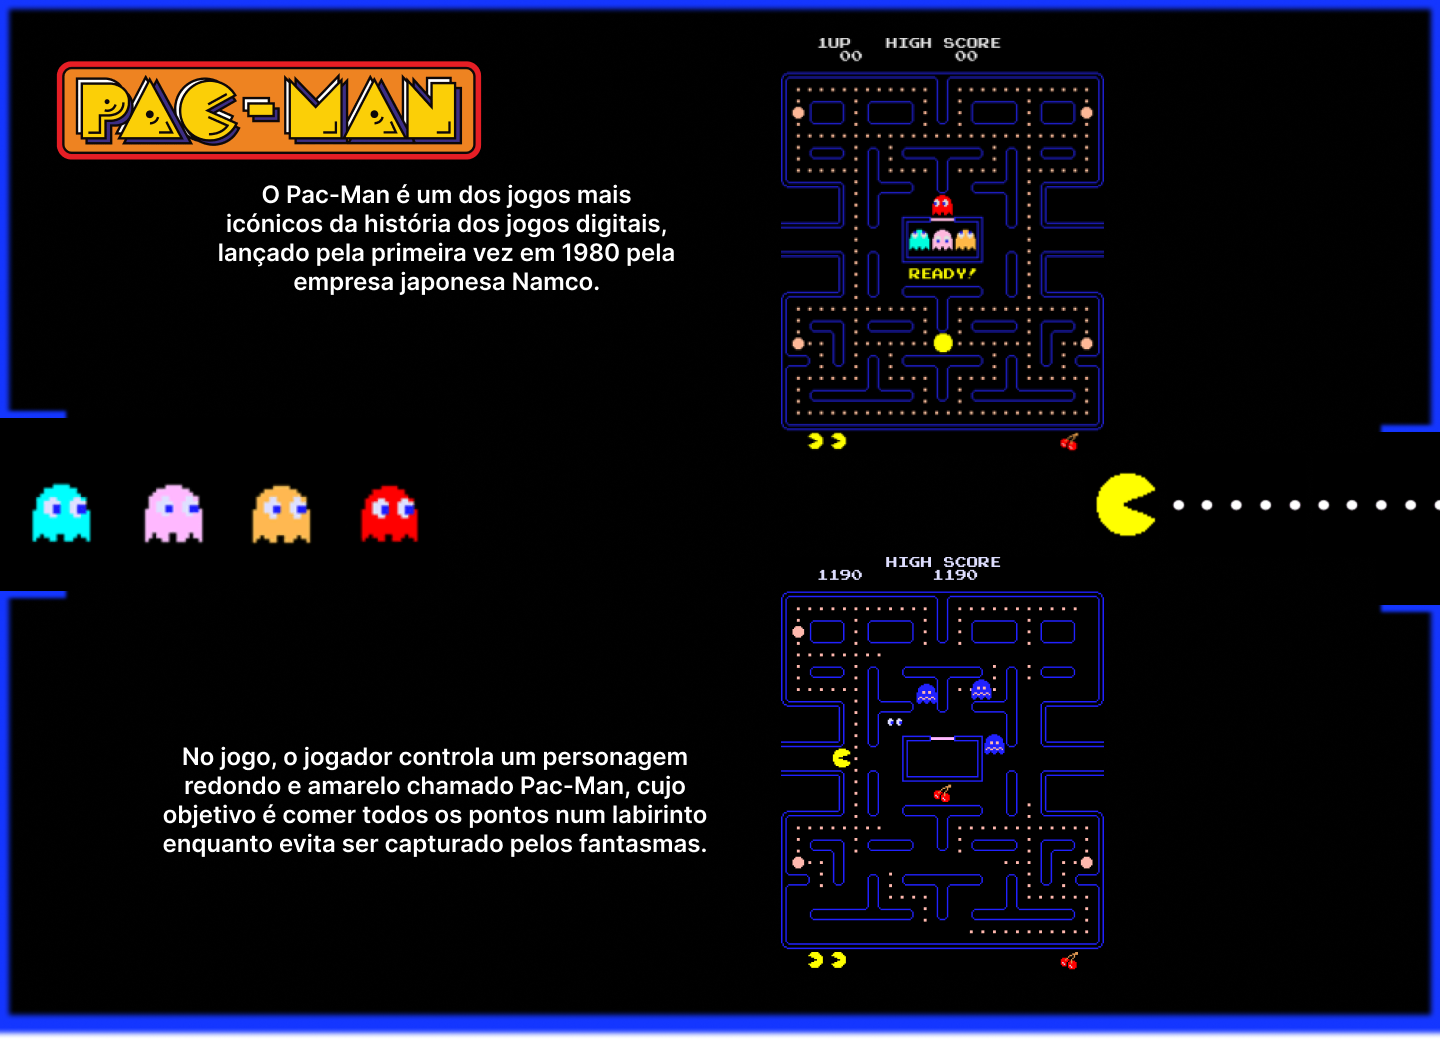 PAC-MAN
O Pac-Man é um dos jogos mais
icónicos da história dos jogos digitais,
lançado pela primeira vez em 1980 pela
empresa japonesa Namco.
1UP HIGH SCORE
00 00
READY!
HIGH SCORE
1190 1190
No jogo, o jogador controla um personagem
redondo e amarelo chamado Pac-Man, cujo
objetivo é comer todos os pontos num labirinto
enquanto evita ser capturado pelos fantasmas.